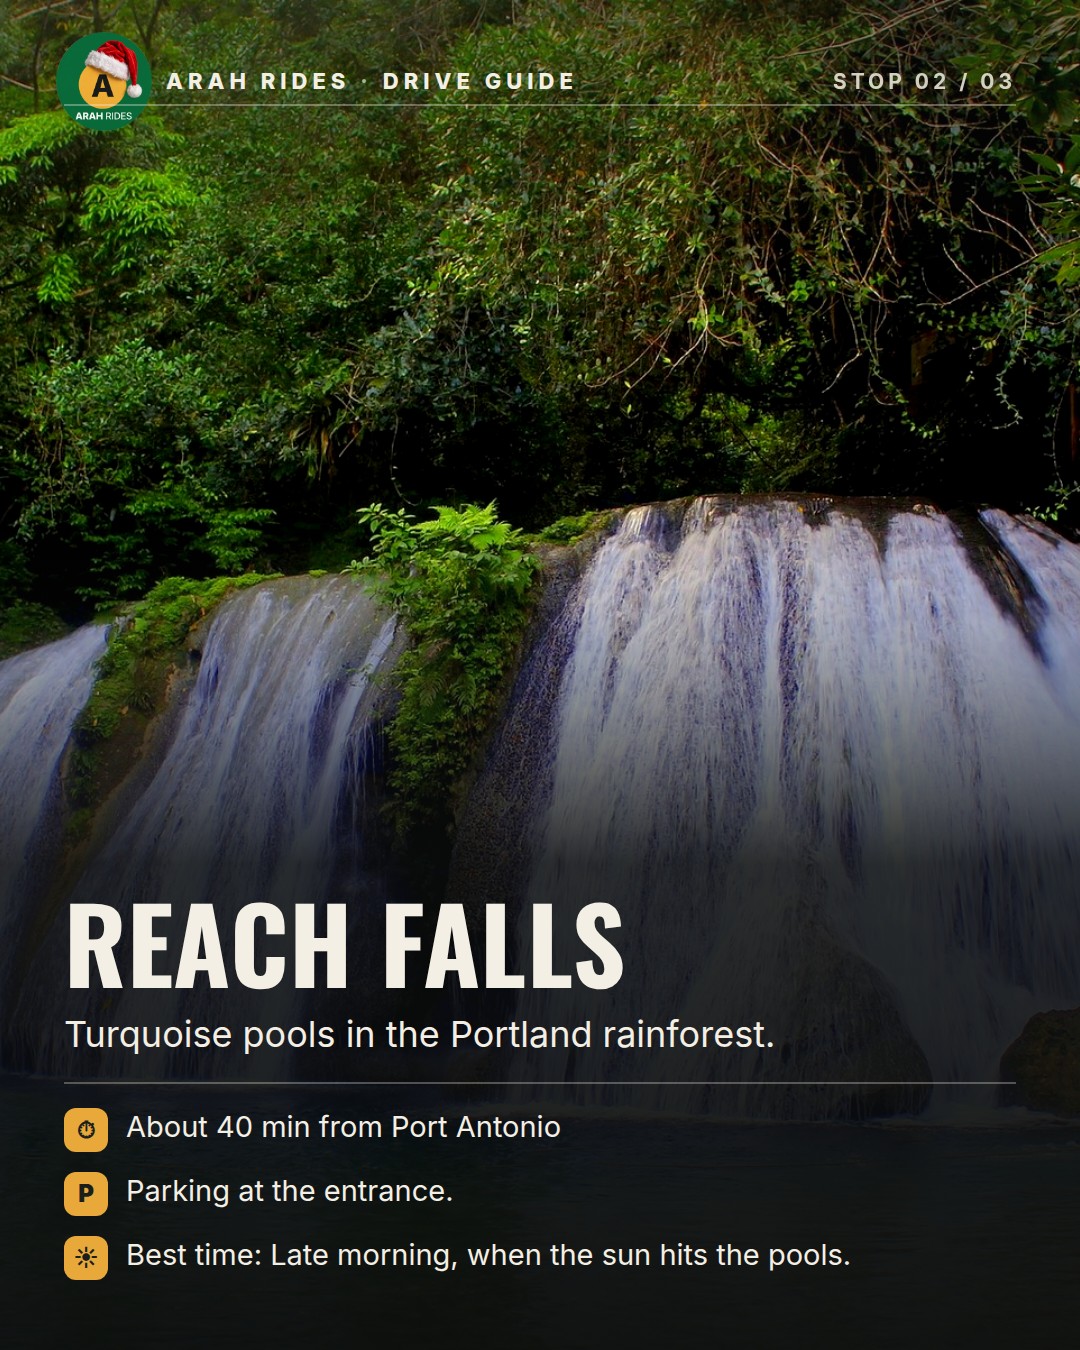 A
ARAH RIDES
ARAH RIDES · DRIVE GUIDE
STOP 02 / 03
REACH FALLS
Turquoise pools in the Portland rainforest.
About 40 min from Port Antonio
P
Parking at the entrance.
Best time: Late morning, when the sun hits the pools.